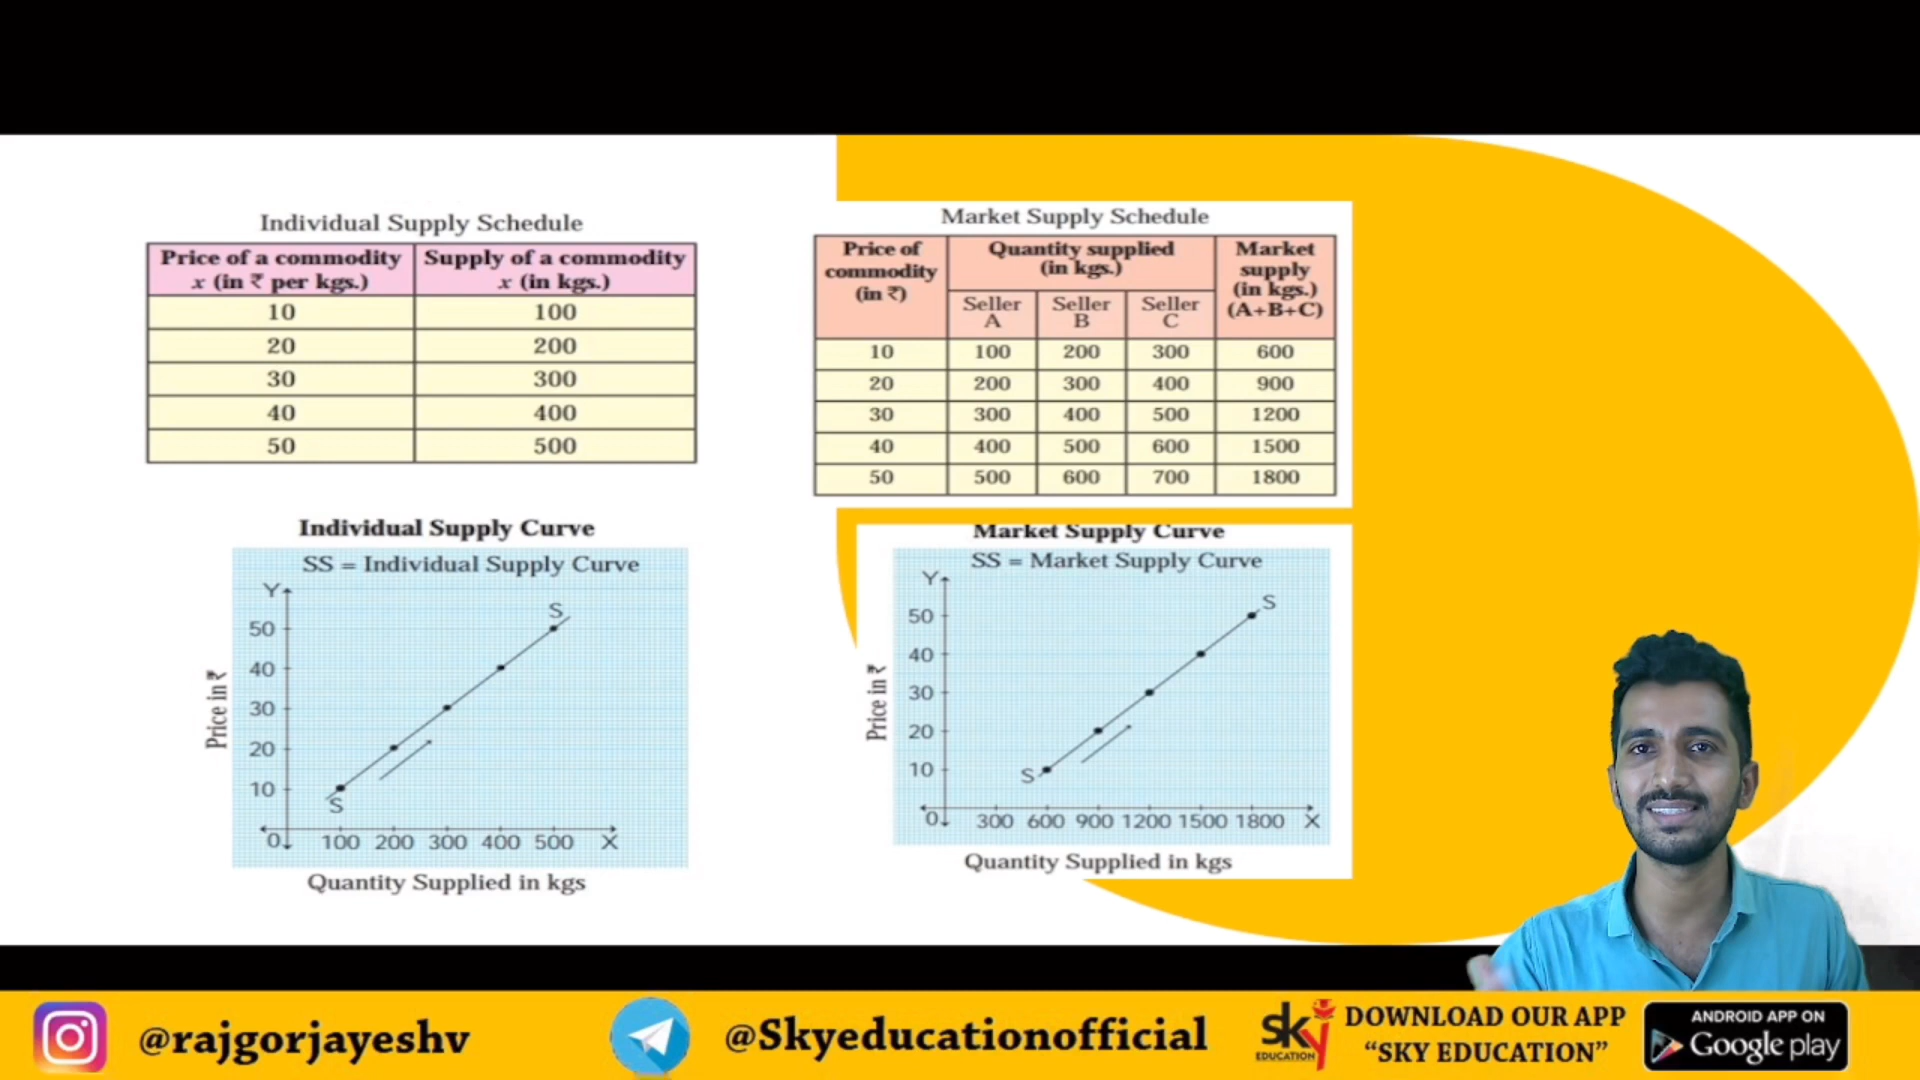 Individual Supply Schedule
Price of a commodity x (in ₹ per kgs.) Supply of a commodity x (in kgs.)
10 100
20 200
30 300
40 400
50 500
Individual Supply Curve
SS = Individual Supply Curve
Y
S
50
40
30
20
10
S
0 100 200 300 400 500 X
Price in ₹
Quantity Supplied in kgs
Market Supply Schedule
Price of commodity (in ₹) Quantity supplied (in kgs.) Market supply (in kgs.) (A+B+C)
Seller A Seller B Seller C
10 100 200 300 600
20 200 300 400 900
30 300 400 500 1200
40 400 500 600 1500
50 500 600 700 1800
Market Supply Curve
SS = Market Supply Curve
Y
S
50
40
30
20
10
S
0 300 600 900 1200 1500 1800 X
Price in ₹
Quantity Supplied in kgs
@rajgorjayeshv
@Skyeducationofficial
sky
EDUCATION
DOWNLOAD OUR APP
“SKY EDUCATION”
ANDROID APP ON
Google play